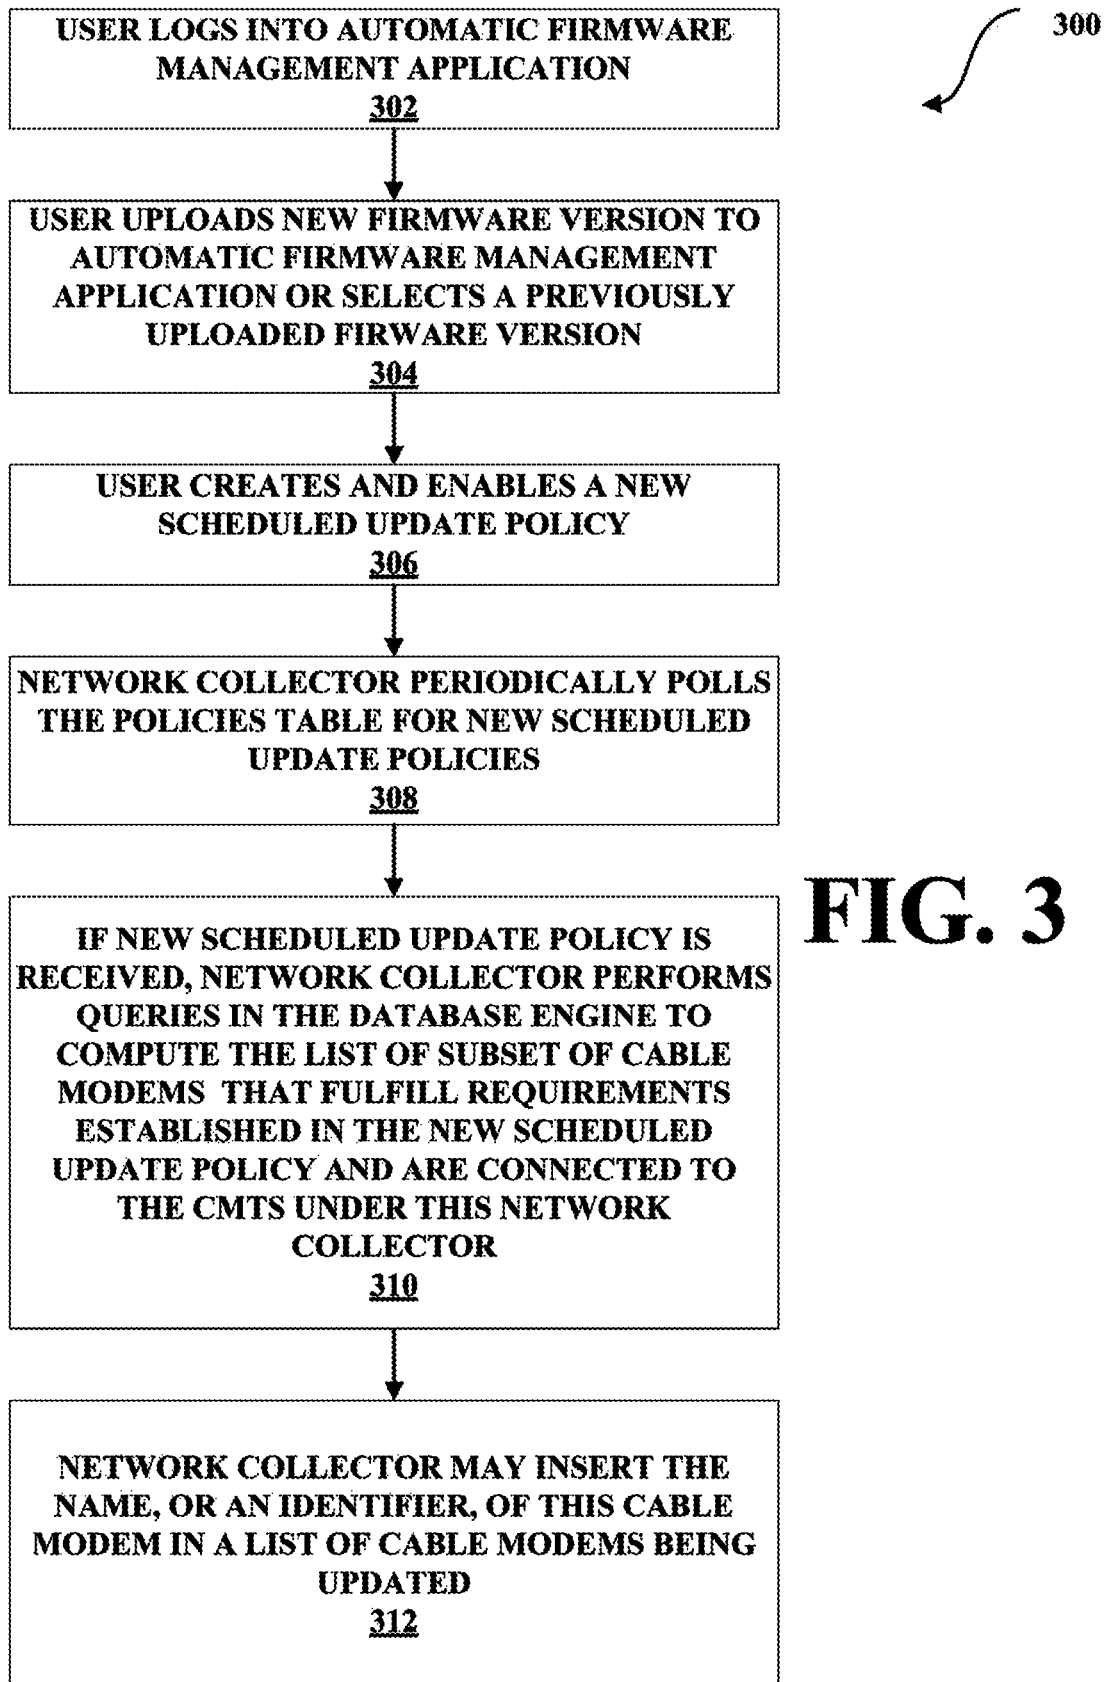 USER LOGS INTO AUTOMATIC FIRMWARE
MANAGEMENT APPLICATION
302
300
USER UPLOADS NEW FIRMWARE VERSION TO
AUTOMATIC FIRMWARE MANAGEMENT
APPLICATION OR SELECTS A PREVIOUSLY
UPLOADED FIRWARE VERSION
304
USER CREATES AND ENABLES A NEW
SCHEDULED UPDATE POLICY
306
NETWORK COLLECTOR PERIODICALLY POLLS
THE POLICIES TABLE FOR NEW SCHEDULED
UPDATE POLICIES
308
IF NEW SCHEDULED UPDATE POLICY IS
RECEIVED, NETWORK COLLECTOR PERFORMS
QUERIES IN THE DATABASE ENGINE TO
COMPUTE THE LIST OF SUBSET OF CABLE
MODEMS THAT FULFILL REQUIREMENTS
ESTABLISHED IN THE NEW SCHEDULED
UPDATE POLICY AND ARE CONNECTED TO
THE CMTS UNDER THIS NETWORK
COLLECTOR
310
FIG. 3
NETWORK COLLECTOR MAY INSERT THE
NAME, OR AN IDENTIFIER, OF THIS CABLE
MODEM IN A LIST OF CABLE MODEMS BEING
UPDATED
312